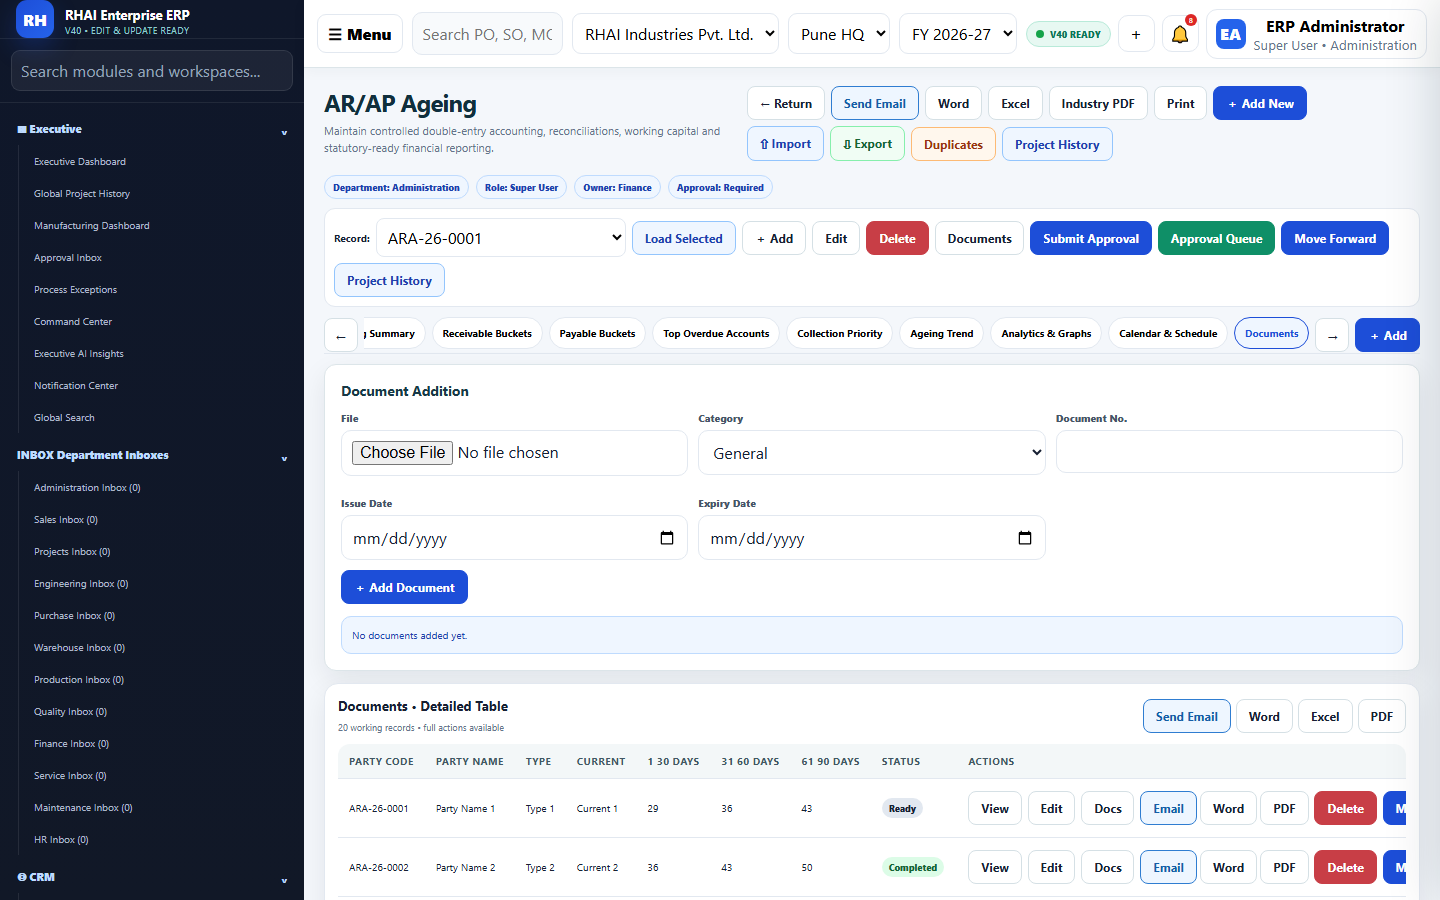 RH
RHAI Enterprise ERP
V40 • EDIT & UPDATE READY
Search modules and workspaces...
Executive
Executive Dashboard
Global Project History
Manufacturing Dashboard
Approval Inbox
Process Exceptions
Command Center
Executive AI Insights
Notification Center
Global Search
INBOX Department Inboxes
Administration Inbox (0)
Sales Inbox (0)
Projects Inbox (0)
Engineering Inbox (0)
Purchase Inbox (0)
Warehouse Inbox (0)
Production Inbox (0)
Quality Inbox (0)
Finance Inbox (0)
Service Inbox (0)
Maintenance Inbox (0)
HR Inbox (0)
CRM
☰ Menu
Search PO, SO, MO
RHAI Industries Pvt. Ltd.
Pune HQ
FY 2026-27
V40 READY
+
8
EA
ERP Administrator
Super User • Administration
AR/AP Ageing
Maintain controlled double-entry accounting, reconciliations, working capital and
statutory-ready financial reporting.
← Return
Send Email
Word
Excel
Industry PDF
Print
+ Add New
⇧ Import
⇩ Export
Duplicates
Project History
Department: Administration
Role: Super User
Owner: Finance
Approval: Required
Record:
ARA-26-0001
Load Selected
+ Add
Edit
Delete
Documents
Submit Approval
Approval Queue
Move Forward
Project History
←
Summary
Receivable Buckets
Payable Buckets
Top Overdue Accounts
Collection Priority
Ageing Trend
Analytics & Graphs
Calendar & Schedule
Documents
→
+ Add
Document Addition
File
Category
Document No.
Choose File No file chosen
General
Issue Date
Expiry Date
mm/dd/yyyy
mm/dd/yyyy
+ Add Document
No documents added yet.
Documents • Detailed Table
20 working records • full actions available
Send Email
Word
Excel
PDF
PARTY CODE PARTY NAME TYPE CURRENT 1 30 DAYS 31 60 DAYS 61 90 DAYS STATUS ACTIONS
ARA-26-0001 Party Name 1 Type 1 Current 1 29 36 43 Ready View Edit Docs Email Word PDF Delete M
ARA-26-0002 Party Name 2 Type 2 Current 2 36 43 50 Completed View Edit Docs Email Word PDF Delete M